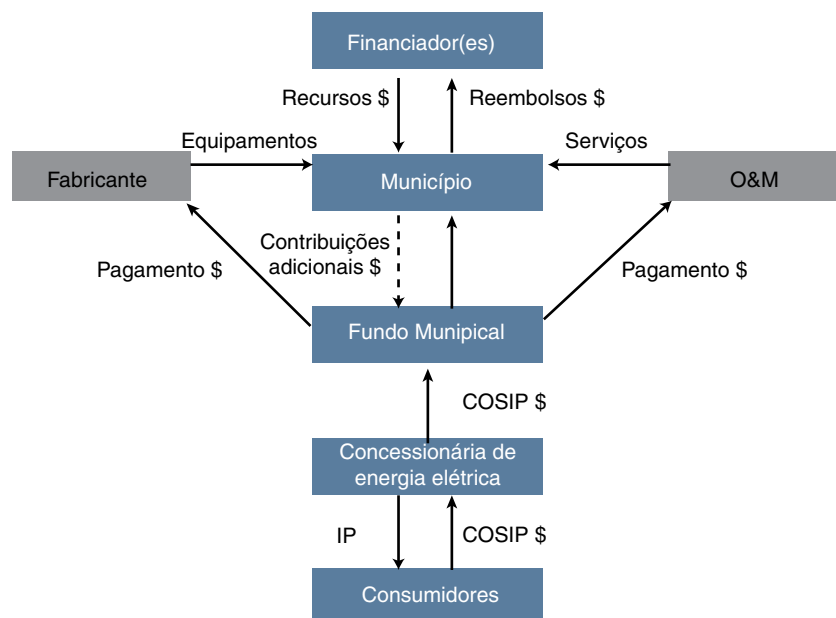 Financiador(es)
Recursos $
Reembolsos $
Equipamentos
Serviços
Fabricante
Município
O&M
Contribuições
adicionais $
Pagamento $
Pagamento $
Fundo Munipical
COSIP $
Concessionária de
energia elétrica
IP
COSIP $
Consumidores